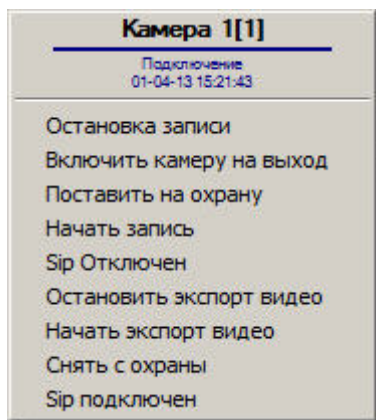 Камера 1[1]
Подключение
01-04-13 15:21:43
Остановка записи
Включить камеру на выход
Поставить на охрану
Начать запись
Sip Отключен
Остановить экспорт видео
Начать экспорт видео
Снять с охраны
Sip подключен